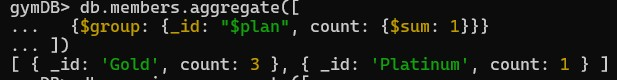 gymDB> db.members.aggregate([
...   {$group: {_id: "$plan", count: {$sum: 1}}}
... ])
[ { _id: 'Gold', count: 3 }, { _id: 'Platinum', count: 1 } ]